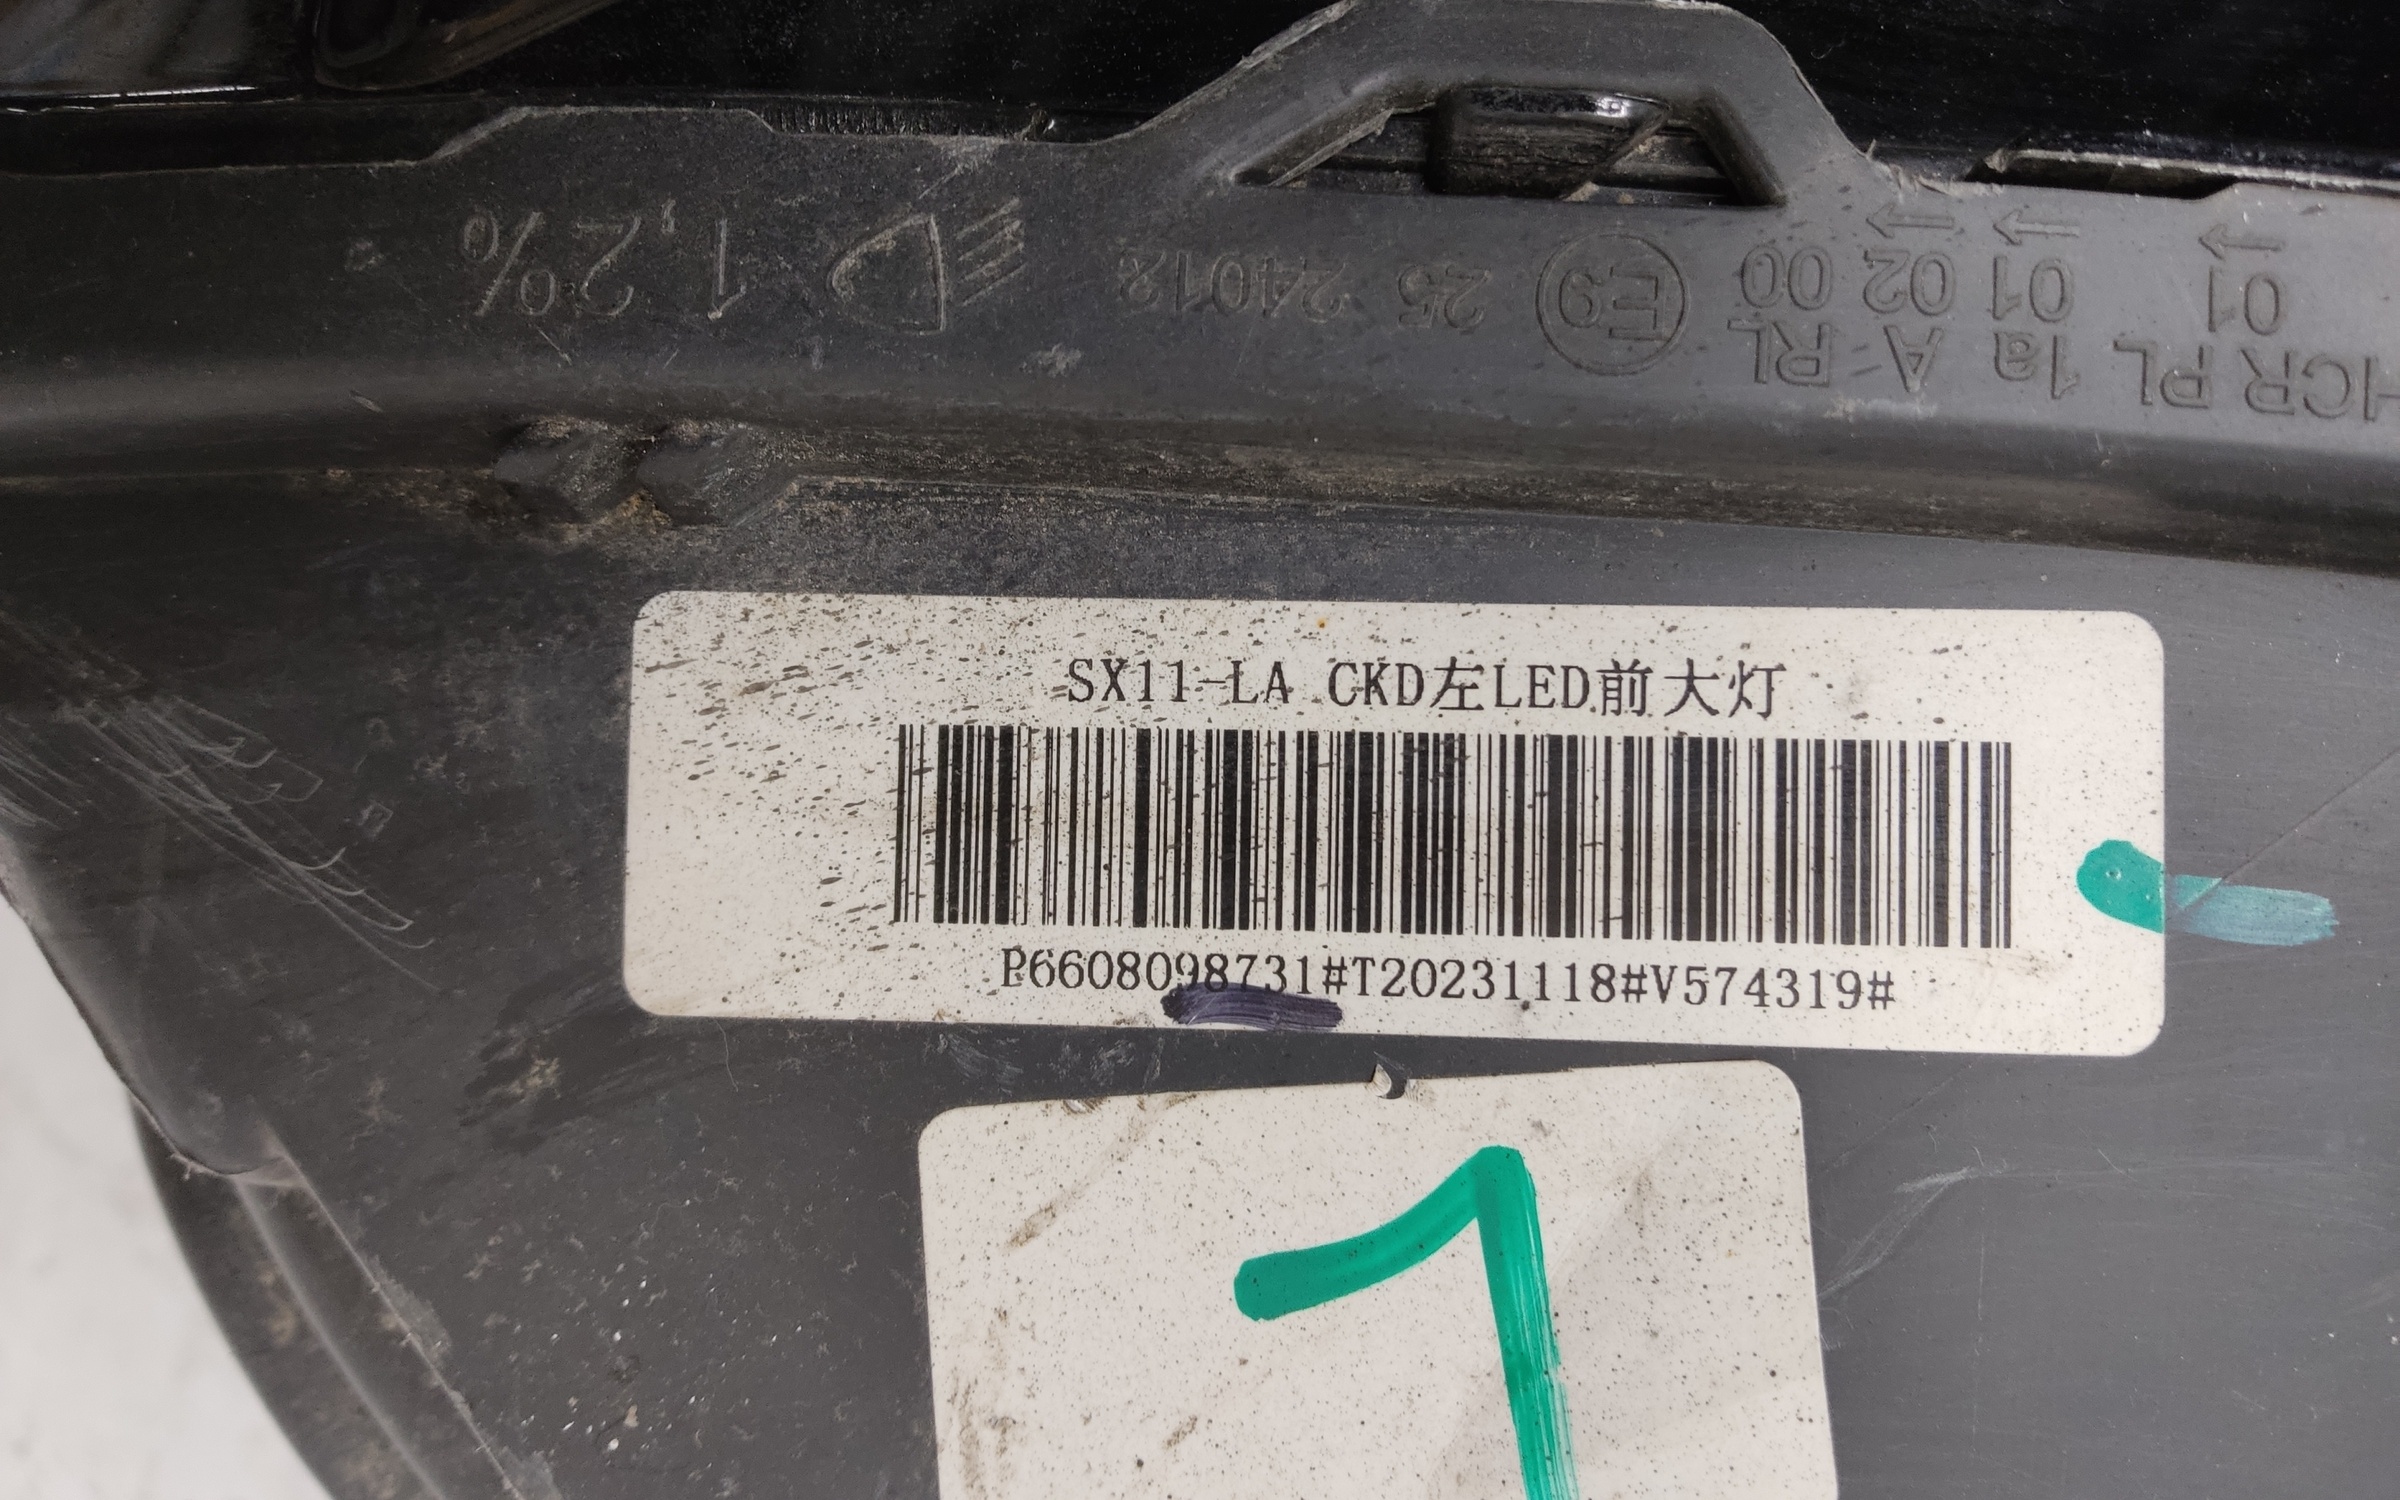 HCR PL 1a A RL
01 01 02 00
E9 25 24012 1,2%
SX11-LA CKD左LED前大灯
P6608098731#T20231118#V574319#
1